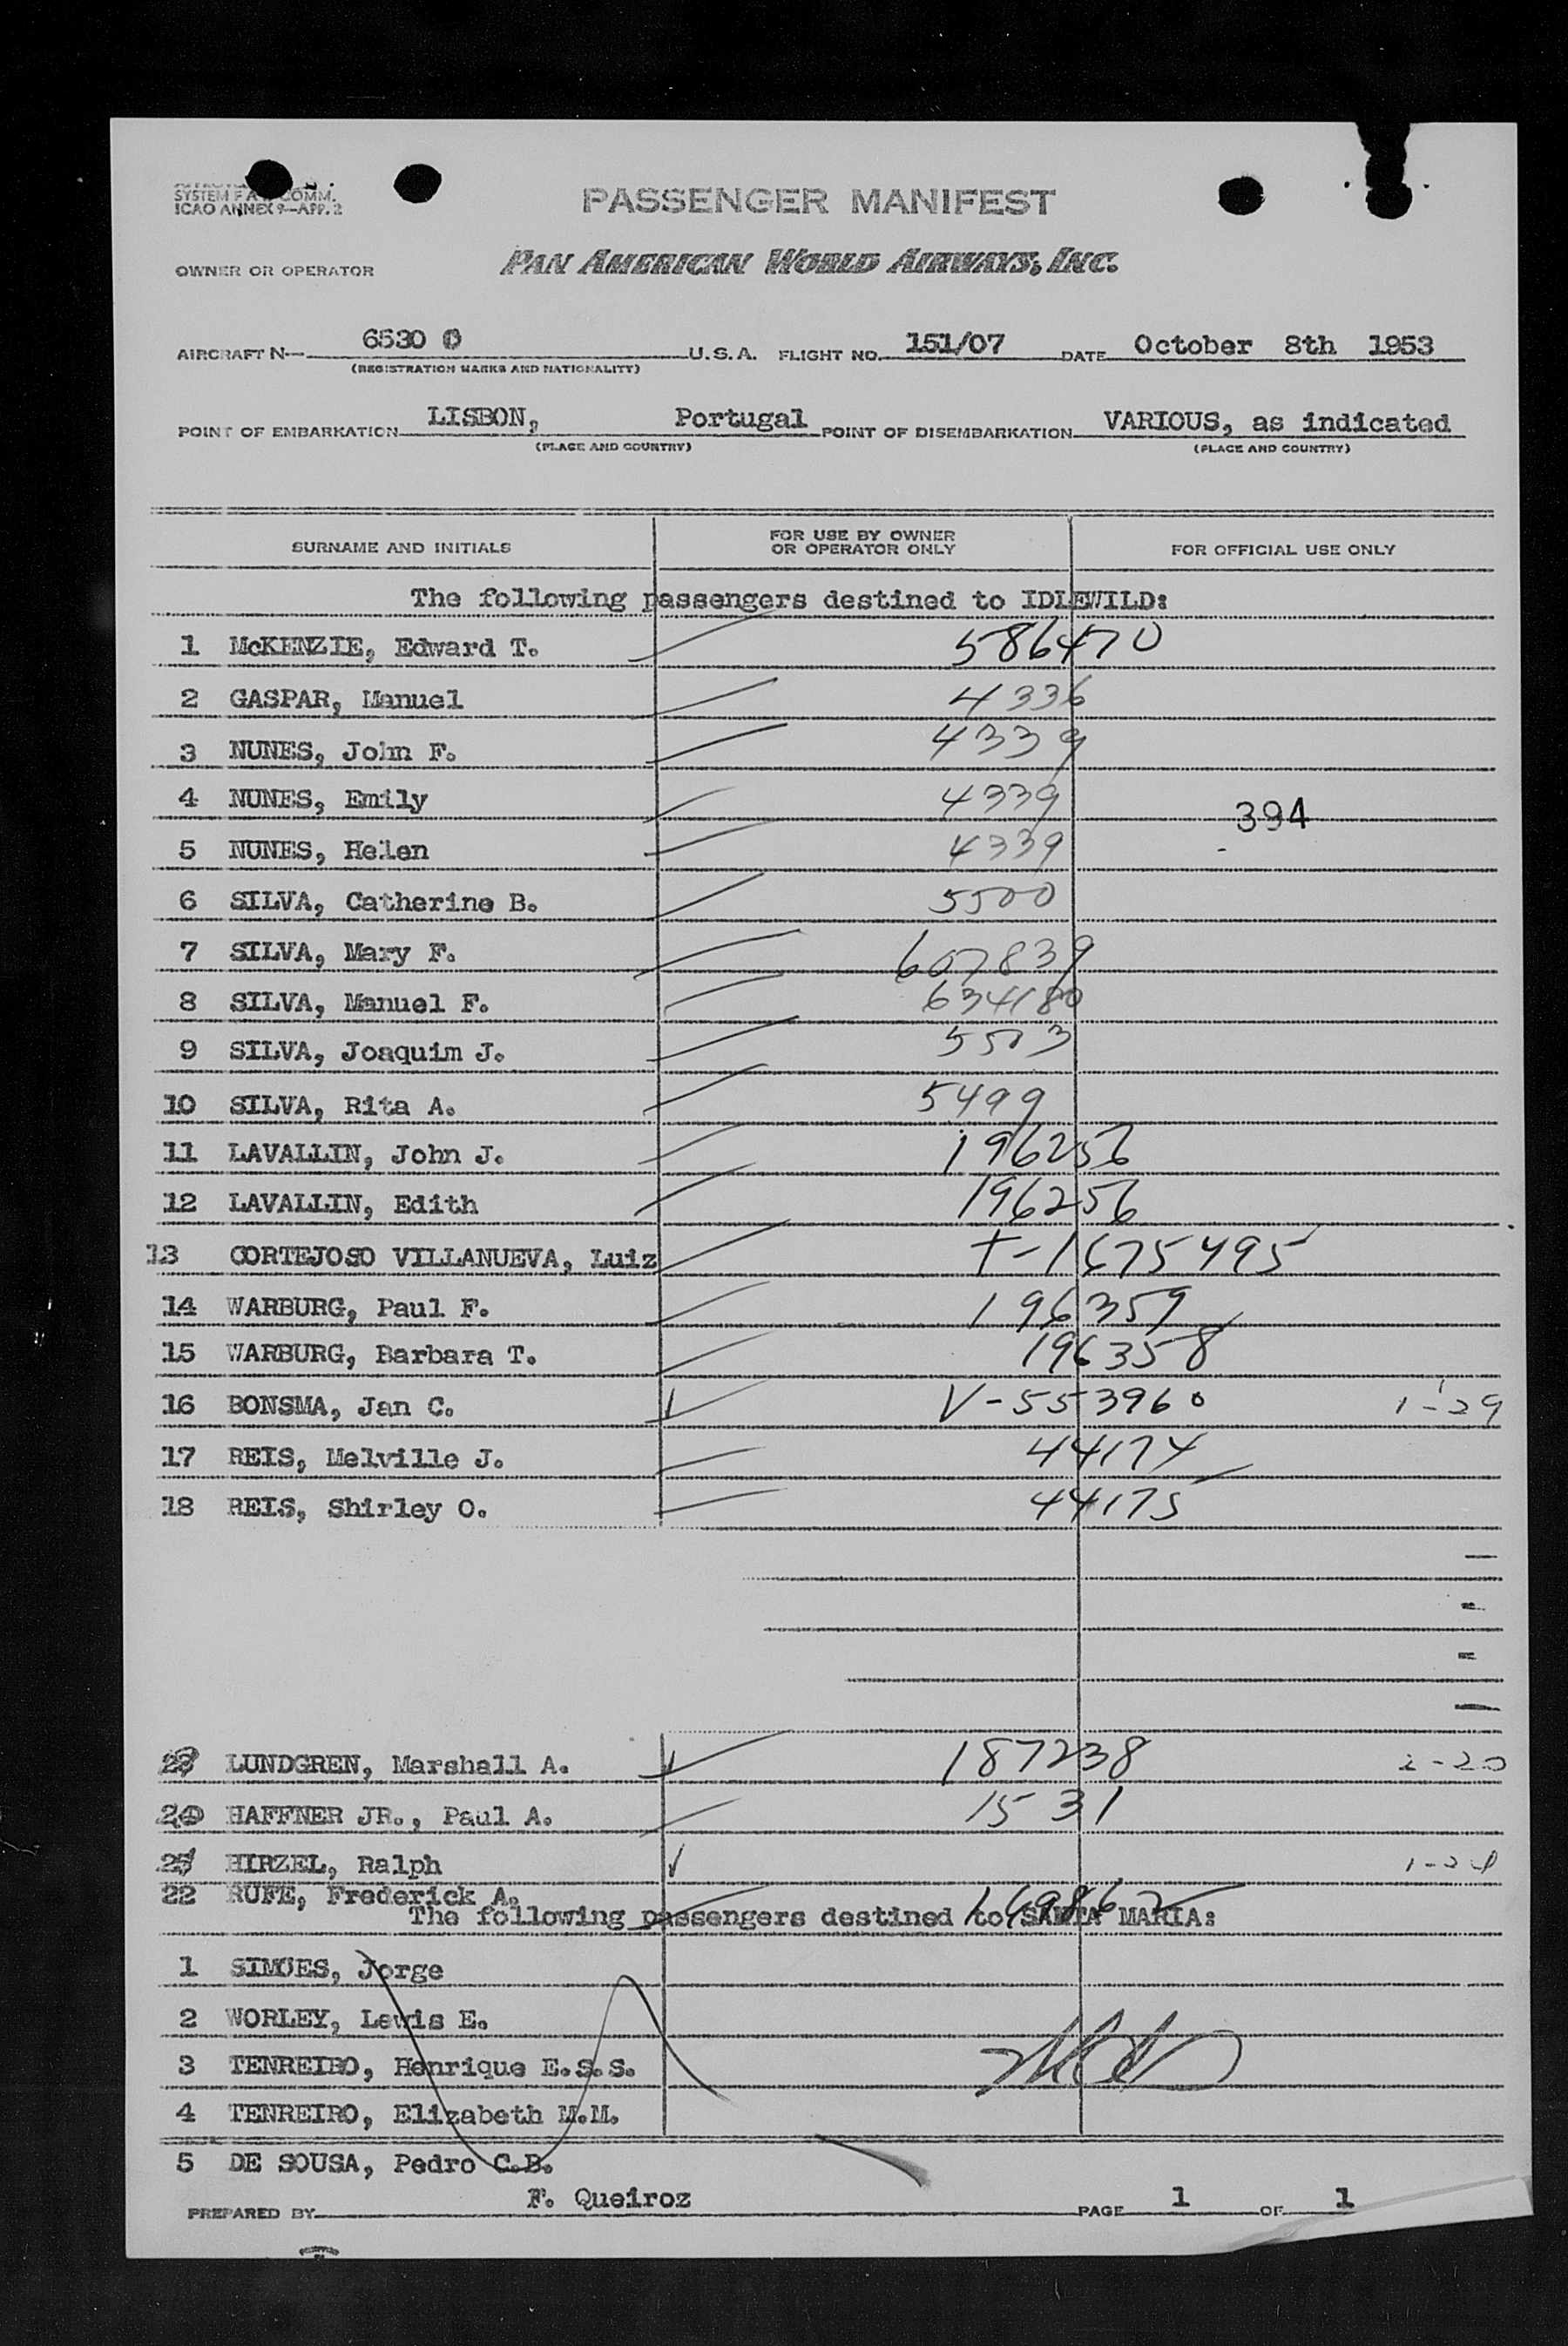 SYSTEM F A COMM.
ICAO ANNEX 9—APP. 2
PASSENGER MANIFEST
OWNER OR OPERATOR PAN AMERICAN WORLD AIRWAYS, INC.
AIRCRAFT N— 6530 C U.S.A. FLIGHT NO. 151/07 DATE October 8th 1953
(REGISTRATION MARKS AND NATIONALITY)
POINT OF EMBARKATION LISBON, Portugal POINT OF DISEMBARKATION VARIOUS, as indicated
(PLACE AND COUNTRY) (PLACE AND COUNTRY)
SURNAME AND INITIALS FOR USE BY OWNER OR OPERATOR ONLY FOR OFFICIAL USE ONLY
The following passengers destined to IDLEWILD:
1 McKENZIE, Edward T. 586470
2 GASPAR, Manuel 4336
3 NUNES, John F. 4339
4 NUNES, Emily 4339 394
5 NUNES, Helen 4339
6 SILVA, Catherine B. 5500
7 SILVA, Mary F. 607839
8 SILVA, Manuel F. 634180
9 SILVA, Joaquim J. 5503
10 SILVA, Rita A. 5499
11 LAVALLIN, John J. 196256
12 LAVALLIN, Edith 196256
13 CORTEJOSO VILLANUEVA, Luiz T-1675495
14 WARBURG, Paul F. 196359
15 WARBURG, Barbara T. 196358
16 BONSMA, Jan C. V-553960 1-29
17 REIS, Melville J. 44174
18 REIS, Shirley O. 44175
LUNDGREN, Marshall A. 187238 2-20
HAFFNER JR., Paul A. 1531
HIRZEL, Ralph
22 RUFE, Frederick A. 169862
The following passengers destined to SANTA MARIA:
1 SIMOES, Jorge
2 WORLEY, Lewis E.
3 TENREIRO, Henrique E.S.S.
4 TENREIRO, Elizabeth M.M.
5 DE SOUSA, Pedro C.B.
PREPARED BY F. Queiroz PAGE 1 OF 1